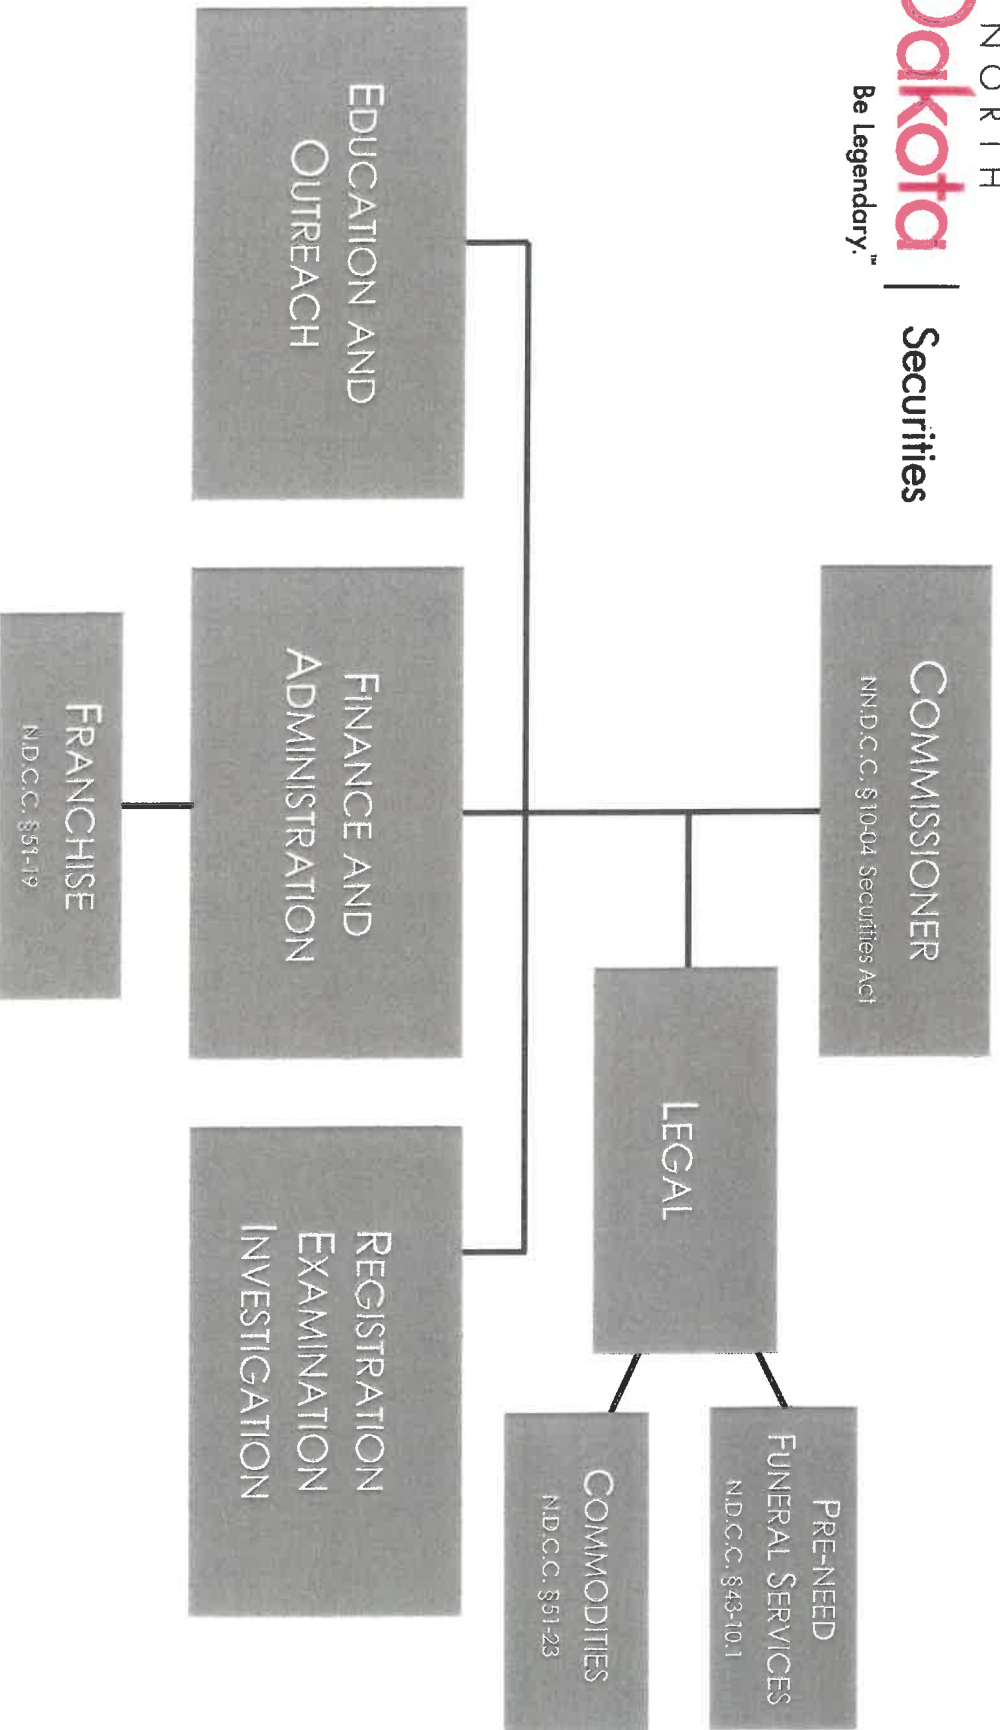 NORTH
Dakota | Securities
Be Legendary.™
COMMISSIONER
NN.D.C.C. §10-04 Securities Act
LEGAL
PRE-NEED
FUNERAL SERVICES
N.D.C.C. §43-10.1
COMMODITIES
N.D.C.C. §51-23
EDUCATION AND
OUTREACH
FINANCE AND
ADMINISTRATION
REGISTRATION
EXAMINATION
INVESTIGATION
FRANCHISE
N.D.C.C. §51-19